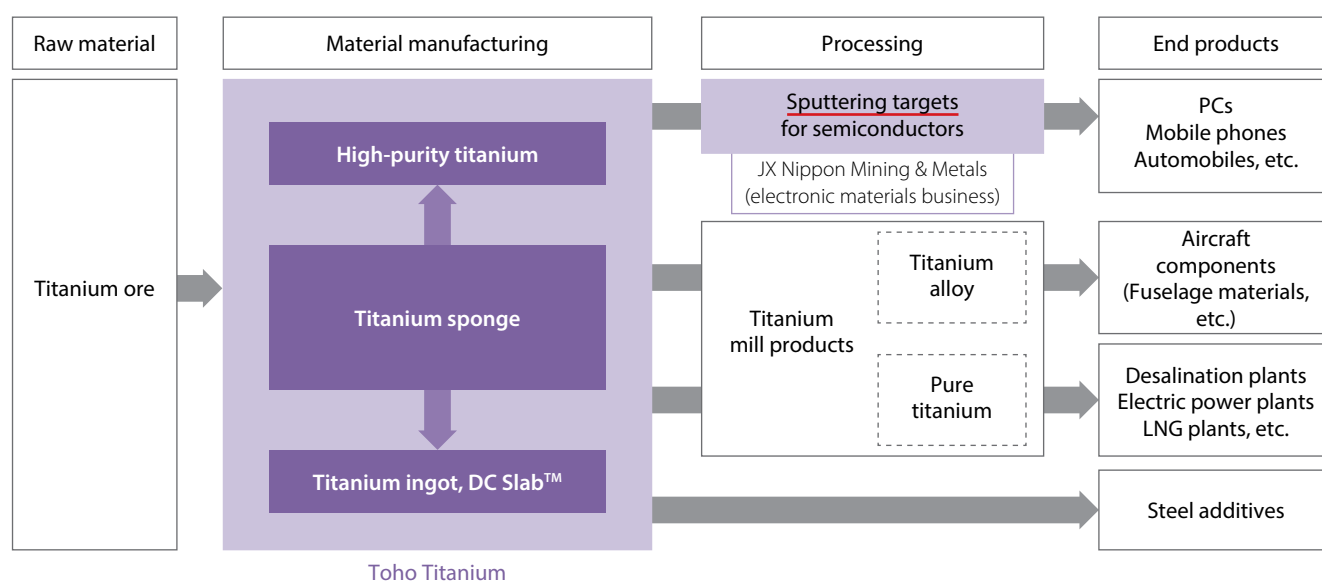 Raw material
Material manufacturing
Processing
End products
Titanium ore
High-purity titanium
Titanium sponge
Titanium ingot, DC Slab™
Toho Titanium
Sputtering targets
for semiconductors
JX Nippon Mining & Metals
(electronic materials business)
Titanium
mill products
Titanium
alloy
Pure
titanium
PCs
Mobile phones
Automobiles, etc.
Aircraft
components
(Fuselage materials,
etc.)
Desalination plants
Electric power plants
LNG plants, etc.
Steel additives